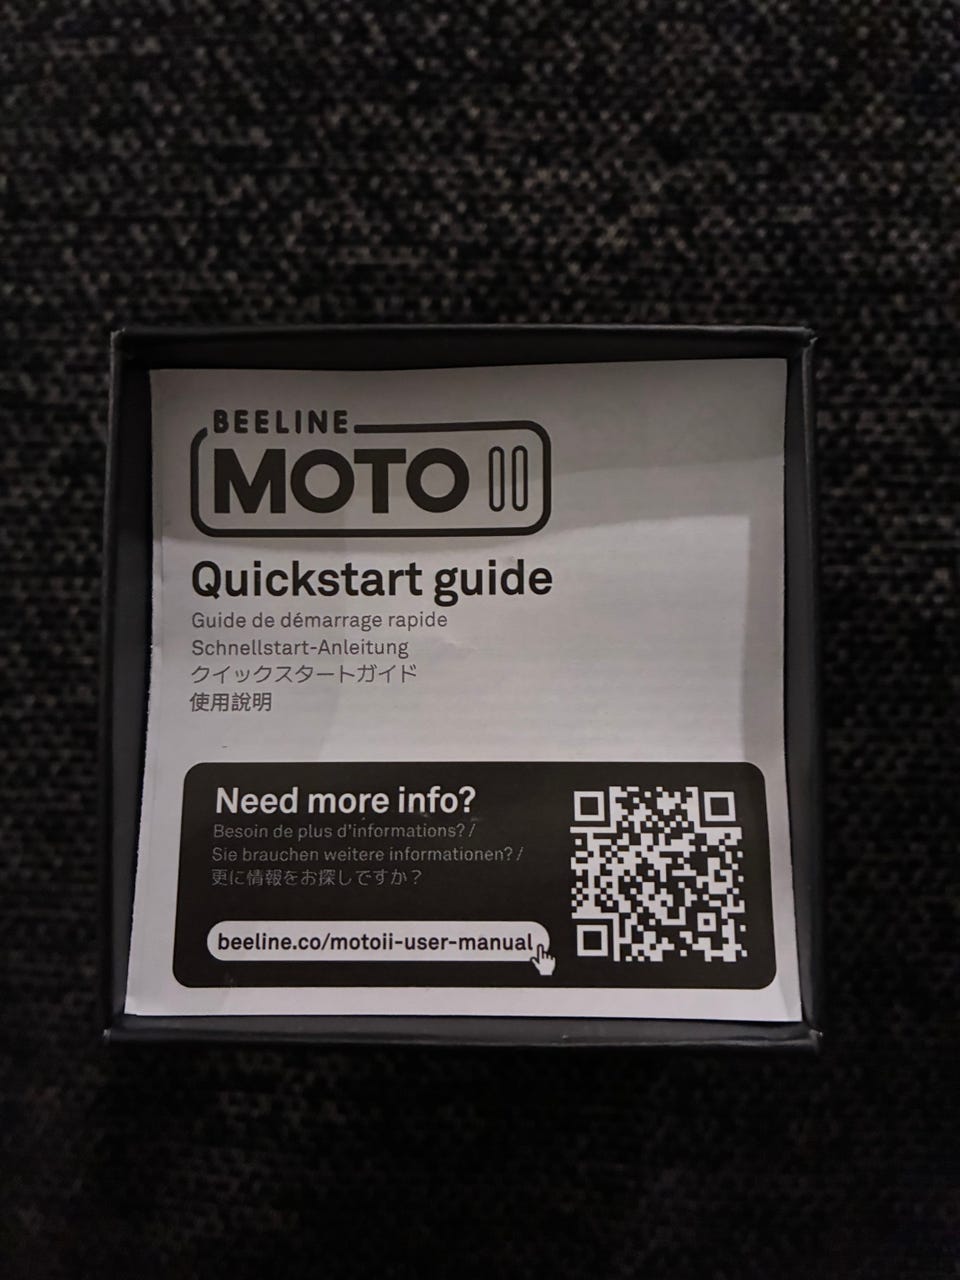 BEELINE
MOTO II
Quickstart guide
Guide de démarrage rapide
Schnellstart-Anleitung
クイックスタートガイド
使用說明
Need more info?
Besoin de plus d'informations? /
Sie brauchen weitere informationen? /
更に情報をお探しですか？
beeline.co/motoii-user-manual